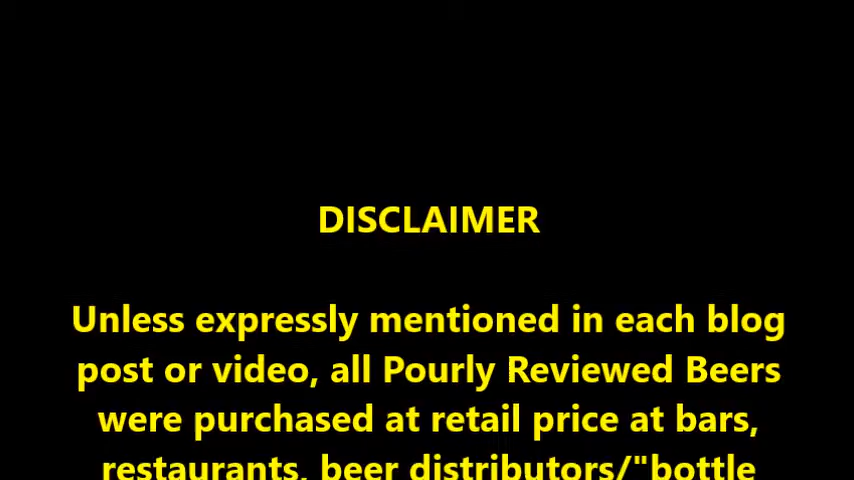 DISCLAIMER
Unless expressly mentioned in each blog
post or video, all Pourly Reviewed Beers
were purchased at retail price at bars,
restaurants, beer distributors/"bottle